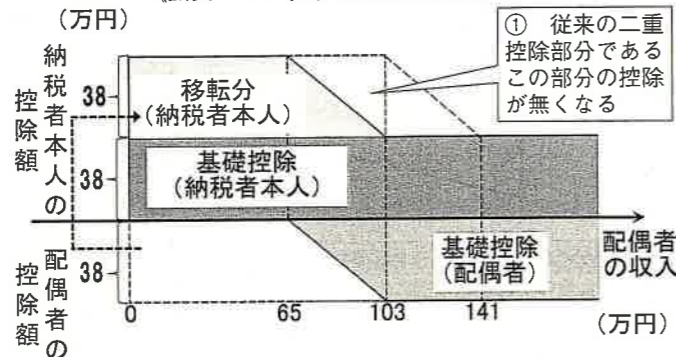 (万円)
① 従来の二重
控除部分である
この部分の控除
が無くなる
納税者本人の
控除額
38
移転分
(納税者本人)
38
基礎控除
(納税者本人)
配偶者の
控除額
38
基礎控除
(配偶者)
配偶者
の収入
0
65
103
141
(万円)